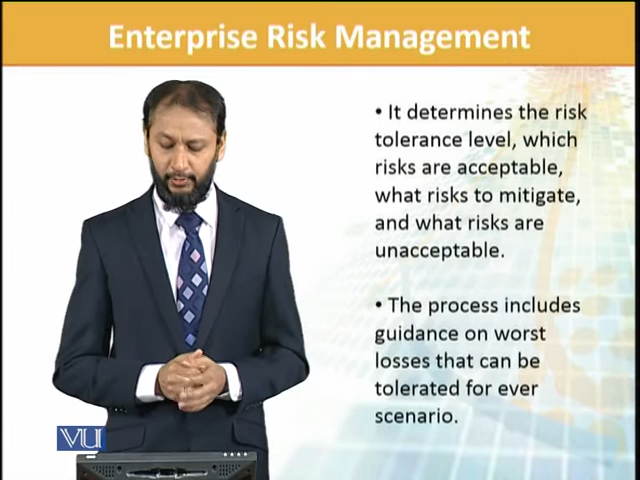 Enterprise Risk Management
• It determines the risk
tolerance level, which
risks are acceptable,
what risks to mitigate,
and what risks are
unacceptable.
• The process includes
guidance on worst
losses that can be
tolerated for ever
scenario.
VU